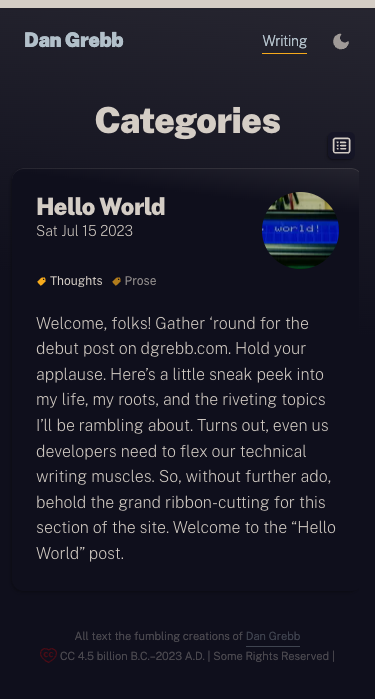 Dan Grebb
Writing
Categories
Hello World
Sat Jul 15 2023
world!
Thoughts Prose
Welcome, folks! Gather ‘round for the
debut post on dgrebb.com. Hold your
applause. Here’s a little sneak peek into
my life, my roots, and the riveting topics
I’ll be rambling about. Turns out, even us
developers need to flex our technical
writing muscles. So, without further ado,
behold the grand ribbon-cutting for this
section of the site. Welcome to the “Hello
World” post.
All text the fumbling creations of Dan Grebb
CC 4.5 billion B.C.–2023 A.D. | Some Rights Reserved |